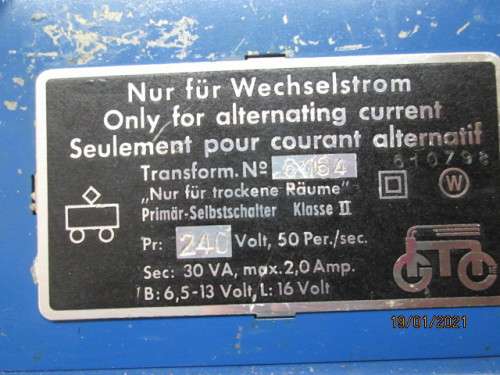 Nur für Wechselstrom
Only for alternating current
Seulement pour courant alternatif
Transform. Nº 6164
610798
„Nur für trockene Räume"
W
Primär-Selbstschalter Klasse II
Pr: 240 Volt, 50 Per./sec.
Sec: 30 VA, max. 2,0 Amp.
B: 6,5-13 Volt, L: 16 Volt
19/01/2021